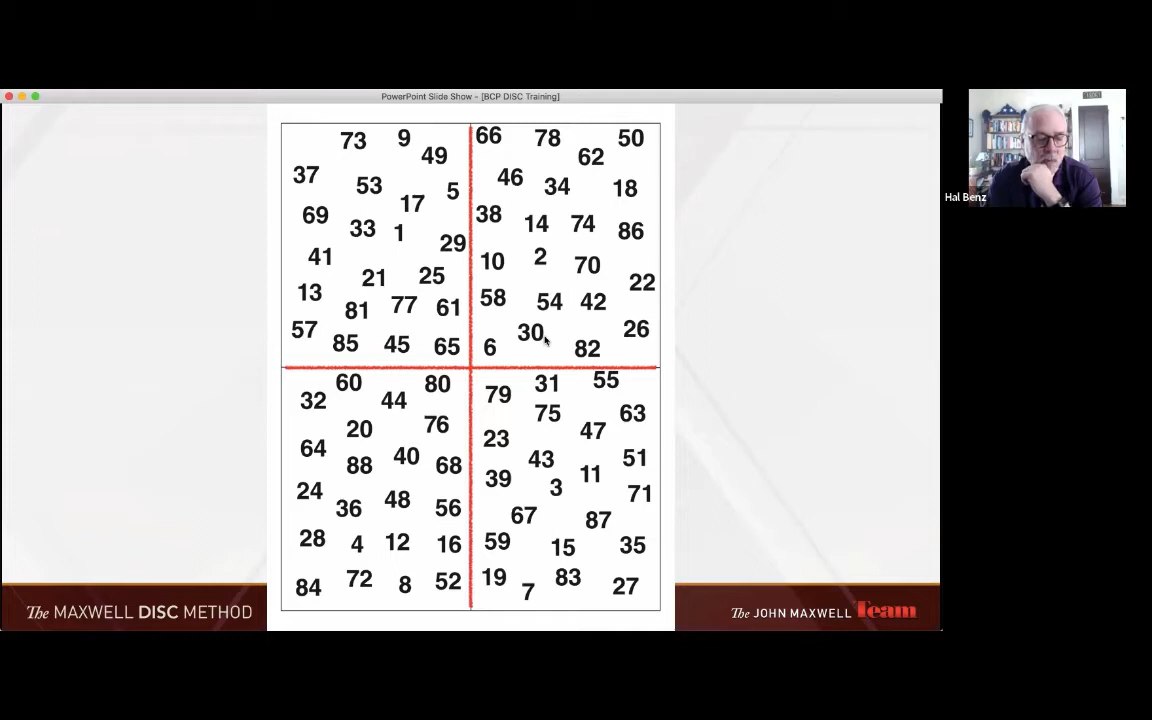 PowerPoint Slide Show - [BCP DISC Training]
73 9 49
37 53 17 5
69 33 1 29
41 21 25
13 81 77 61
57 85 45 65
66 78 62 50
46 34 18
38 14 74 86
10 2 70 22
58 54 42
6 30 82 26
32 60 44 80
20 76
64 88 40 68
24 36 48 56
28 4 12 16
84 72 8 52
79 31 55
75 47 63
23 43 11 51
39 3 71
67 87
59 15 35
19 7 83 27
The MAXWELL DISC METHOD
The JOHN MAXWELL Team
Hal Benz